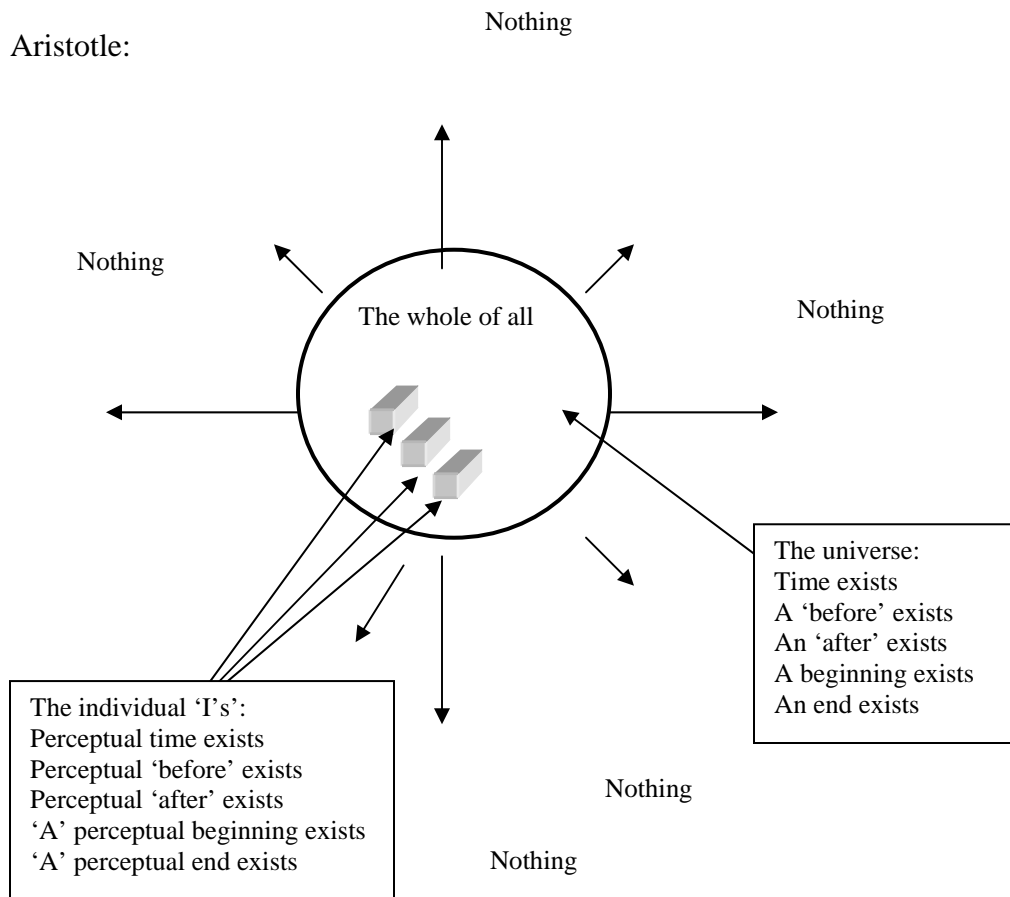 Nothing
Aristotle:
Nothing
Nothing
The whole of all
The universe:
Time exists
A ‘before’ exists
An ‘after’ exists
A beginning exists
An end exists
The individual ‘I’s’:
Perceptual time exists
Perceptual ‘before’ exists
Perceptual ‘after’ exists
‘A’ perceptual beginning exists
‘A’ perceptual end exists
Nothing
Nothing